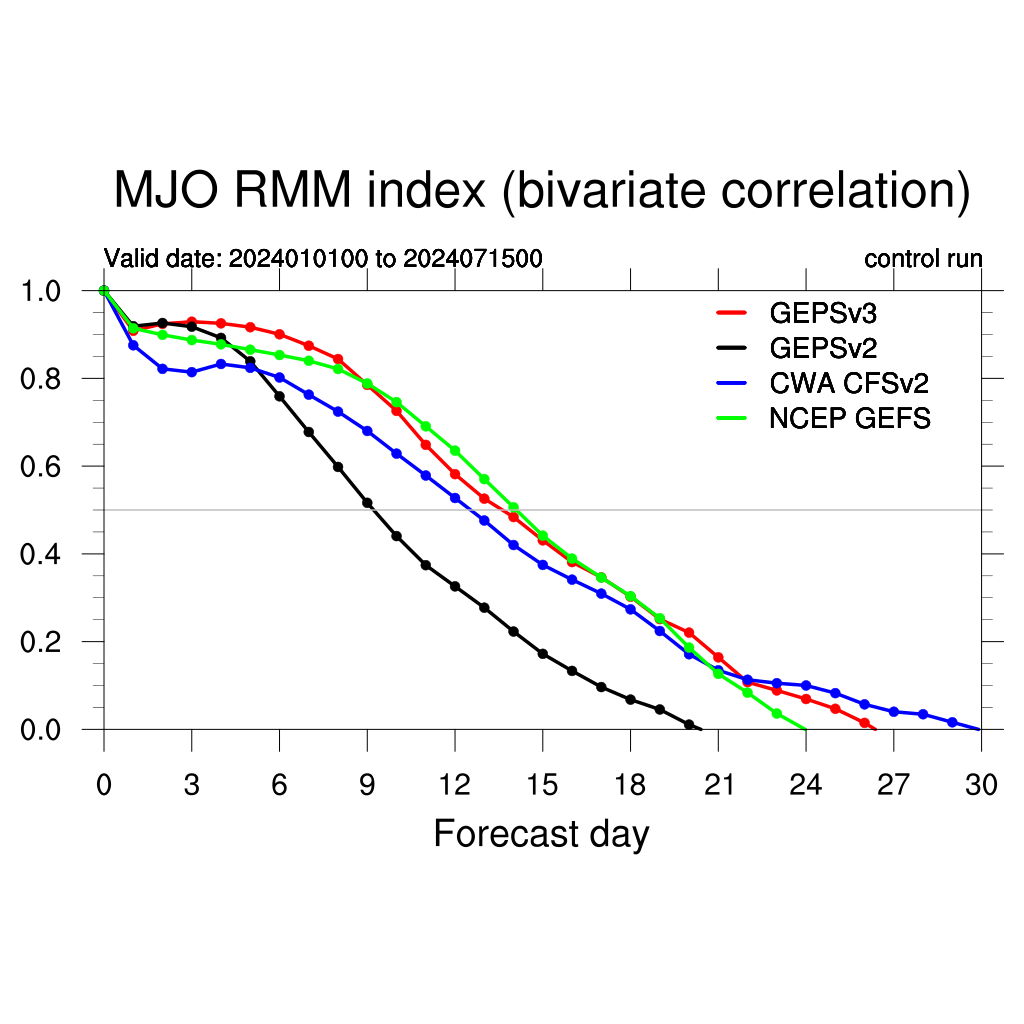 MJO RMM index (bivariate correlation)
Valid date: 2024010100 to 2024071500 control run
GEPSv3
GEPSv2
CWA CFSv2
NCEP GEFS
1.0
0.8
0.6
0.4
0.2
0.0
0 3 6 9 12 15 18 21 24 27 30
Forecast day